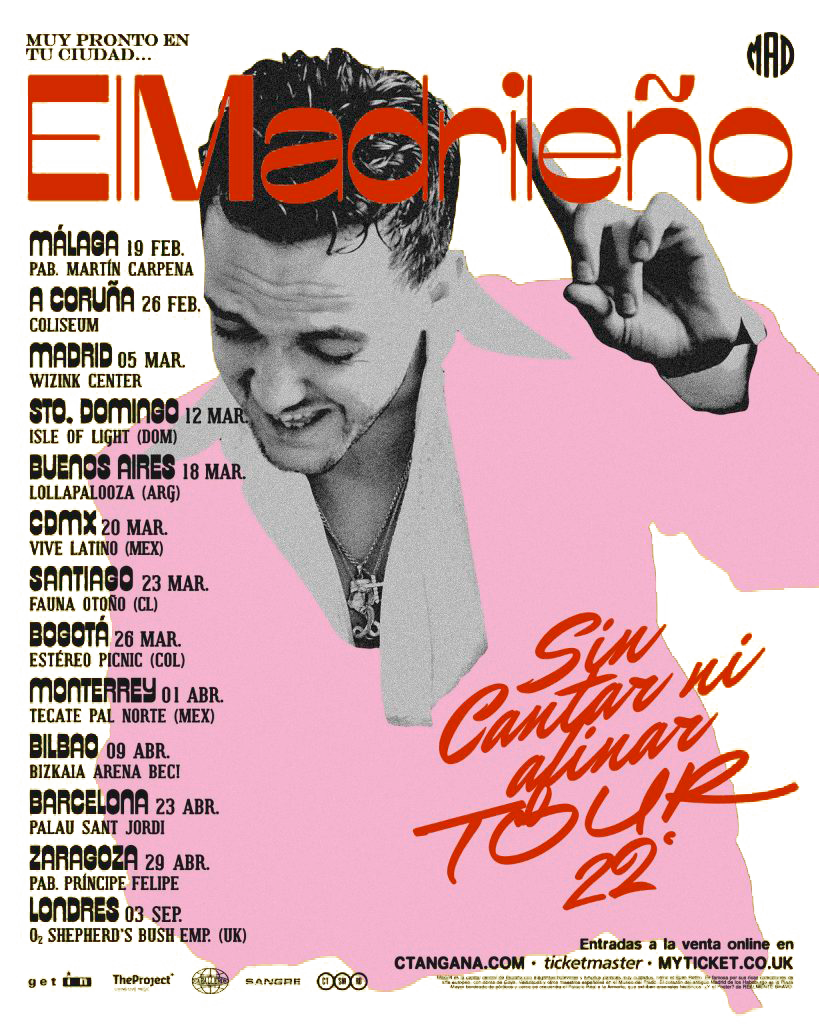 MUY PRONTO EN
TU CIUDAD...
MAD
El Madrileño
MÁLAGA 19 FEB.
PAB. MARTÍN CARPENA
A CORUÑA 26 FEB.
COLISEUM
MADRID 05 MAR.
WIZINK CENTER
STO. DOMINGO 12 MAR.
ISLE OF LIGHT (DOM)
BUENOS AIRES 18 MAR.
LOLLAPALOOZA (ARG)
CDMX 20 MAR.
VIVE LATINO (MEX)
SANTIAGO 23 MAR.
FAUNA OTOÑO (CL)
BOGOTÁ 26 MAR.
ESTÉREO PICNIC (COL)
MONTERREY 01 ABR.
TECATE PAL NORTE (MEX)
BILBAO 09 ABR.
BIZKAIA ARENA BEC!
BARCELONA 23 ABR.
PALAU SANT JORDI
ZARAGOZA 29 ABR.
PAB. PRÍNCIPE FELIPE
LONDRES 03 SEP.
O₂ SHEPHERD'S BUSH EMP. (UK)
Sin
Cantar ni
afinar
TOUR
22'
Entradas a la venta online en
CTANGANA.COM · ticketmaster · MYTICKET.CO.UK
get in TheProject SANGRE